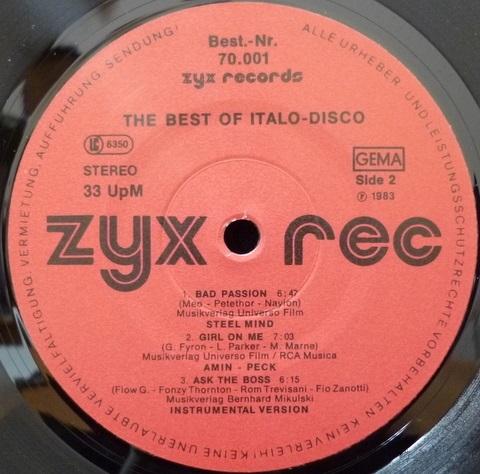 ALLE URHEBER UND LEISTUNGSSCHUTZRECHTE VORBEHALTEN. KEIN VERLEIH! KEINE UNERLAUBTE VERVIELFÄLTIGUNG, VERMIETUNG, AUFFÜHRUNG, SENDUNG!
Best.-Nr.
70.001
zyx records
THE BEST OF ITALO-DISCO
LC 6350
GEMA
STEREO
Side 2
33 UpM
℗ 1983
zyx rec
1. BAD PASSION 6:47
(Men - Petethor - Naylon)
Musikverlag Universo Film
STEEL MIND
2. GIRL ON ME 7:03
(G. Fyron - L. Parker - M. Marne)
Musikverlag Universo Film / RCA Musica
AMIN - PECK
3. ASK THE BOSS 6:15
(Flow G. - Fonzy Thornton - Rom Trevisani - Fio Zanotti)
Musikverlag Bernhard Mikulski
INSTRUMENTAL VERSION